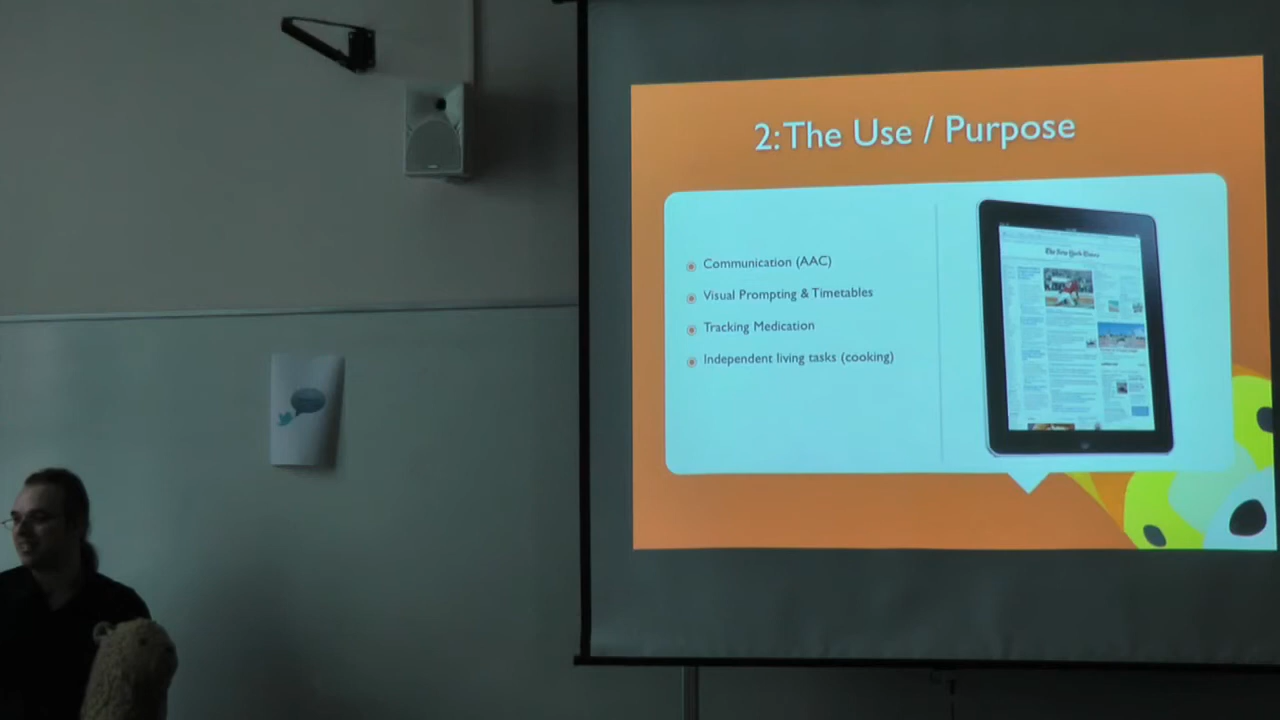 2: The Use / Purpose
Communication (AAC)
Visual Prompting & Timetables
Tracking Medication
Independent living tasks (cooking)
The New York Times